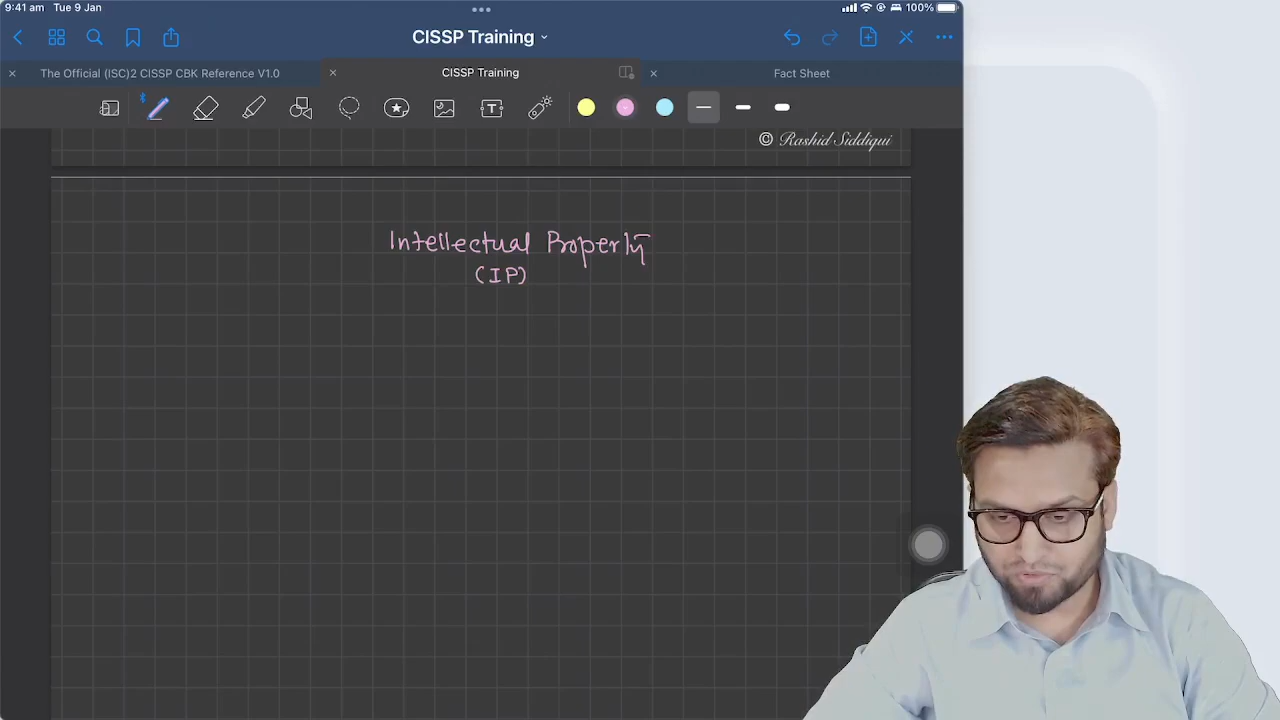 9:41 am Tue 9 Jan
100%
CISSP Training
The Official (ISC)2 CISSP CBK Reference V1.0
CISSP Training
Fact Sheet
T
© Rashid Siddiqui
Intellectual Property
(IP)